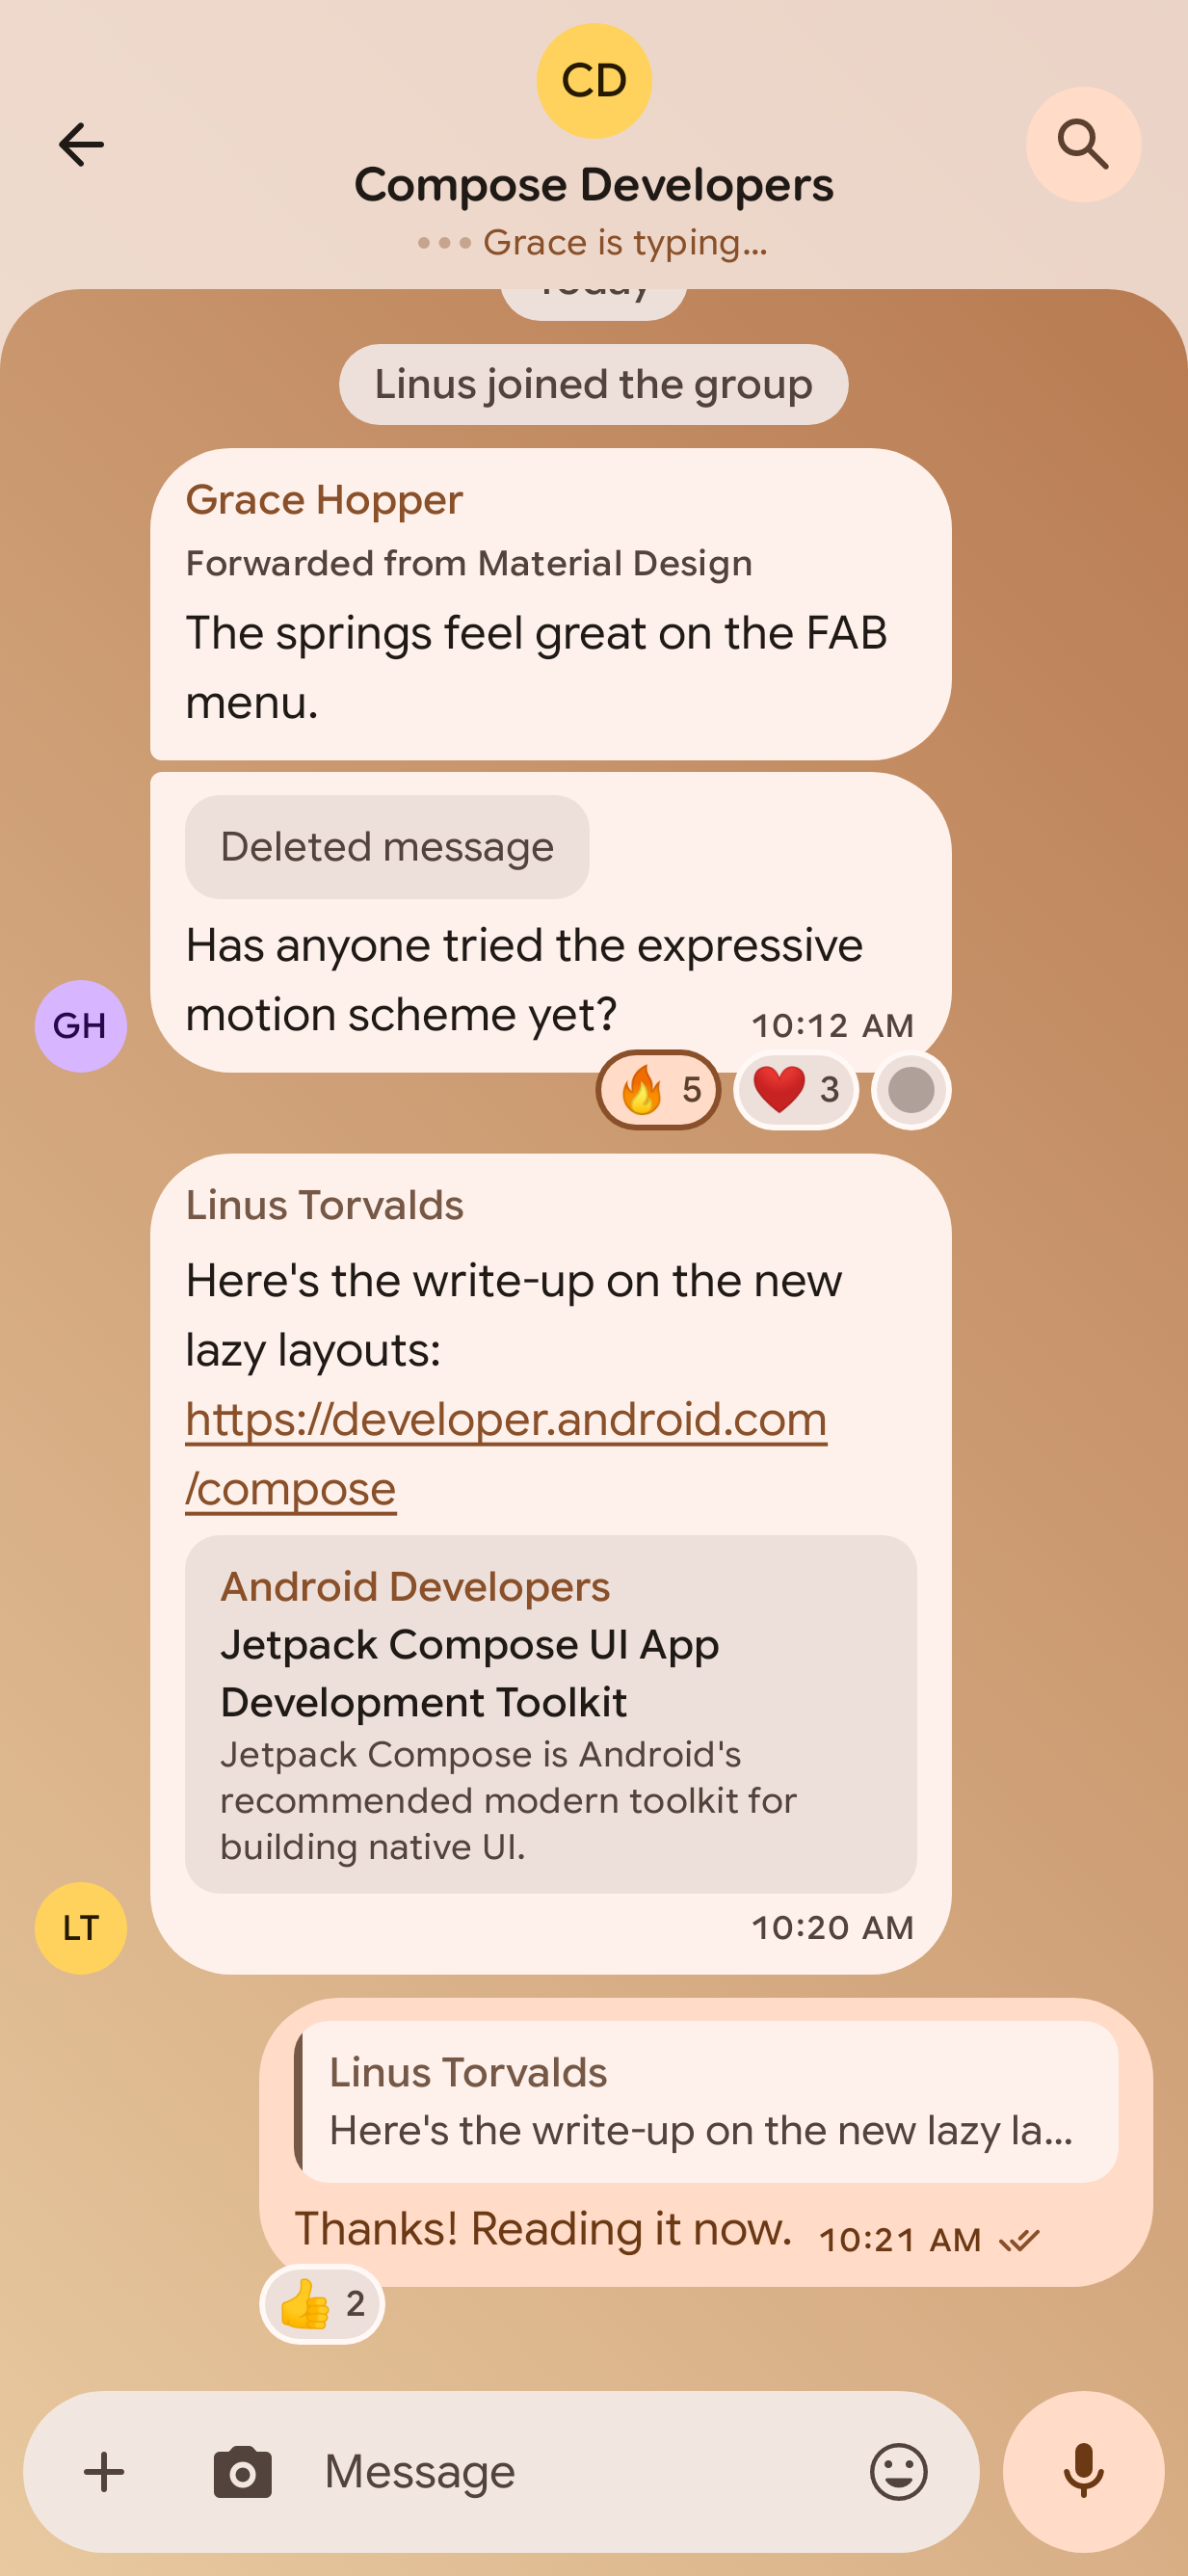 CD
Compose Developers
Grace is typing...
Today
Linus joined the group
Grace Hopper
Forwarded from Material Design
The springs feel great on the FAB
menu.
Deleted message
Has anyone tried the expressive
motion scheme yet?
10:12 AM
GH
5
3
Linus Torvalds
Here's the write-up on the new
lazy layouts:
https://developer.android.com
/compose
Android Developers
Jetpack Compose UI App
Development Toolkit
Jetpack Compose is Android's
recommended modern toolkit for
building native UI.
10:20 AM
LT
Linus Torvalds
Here's the write-up on the new lazy la...
Thanks! Reading it now.
10:21 AM
2
Message